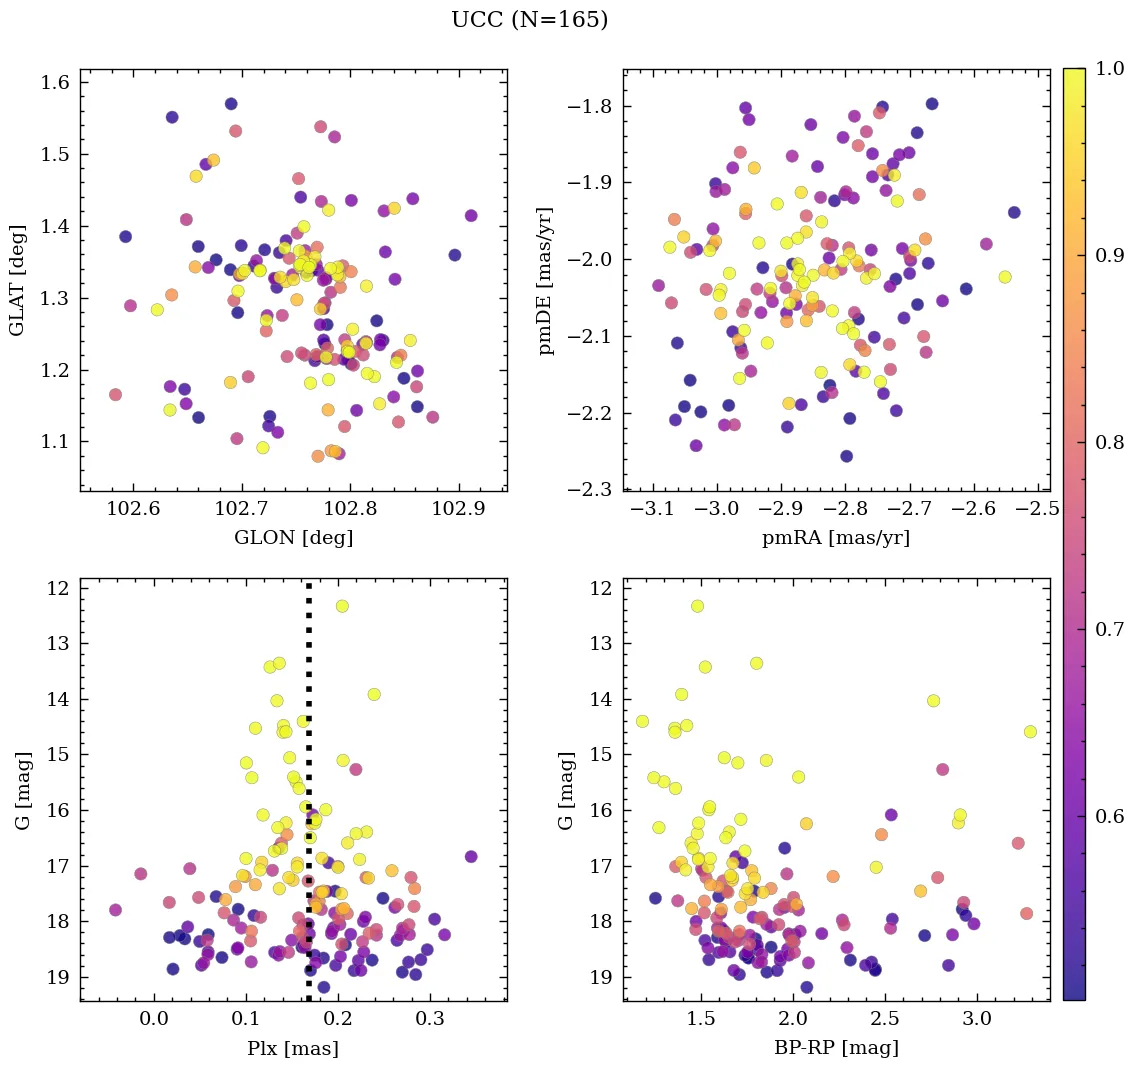 UCC (N=165)
1.6
1.5
1.4
1.3
1.2
1.1
GLAT [deg]
102.6 102.7 102.8 102.9
GLON [deg]
−1.8
−1.9
−2.0
−2.1
−2.2
−2.3
pmDE [mas/yr]
−3.1 −3.0 −2.9 −2.8 −2.7 −2.6 −2.5
pmRA [mas/yr]
12
13
14
15
16
17
18
19
G [mag]
0.0 0.1 0.2 0.3
Plx [mas]
12
13
14
15
16
17
18
19
G [mag]
1.5 2.0 2.5 3.0
BP-RP [mag]
1.0
0.9
0.8
0.7
0.6